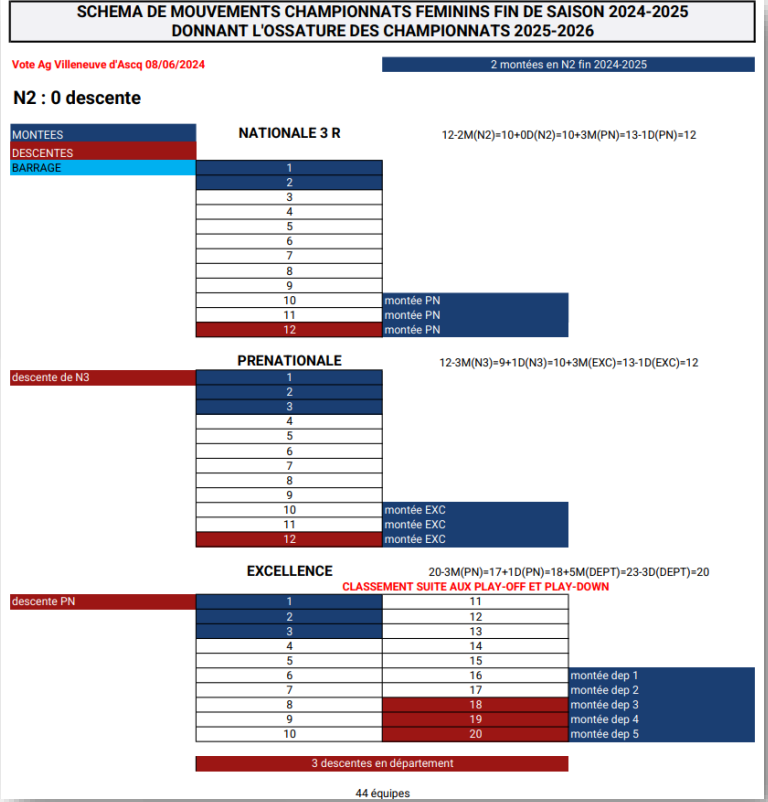 SCHEMA DE MOUVEMENTS CHAMPIONNATS FEMININS FIN DE SAISON 2024-2025
DONNANT L'OSSATURE DES CHAMPIONNATS 2025-2026
Vote Ag Villeneuve d'Ascq 08/06/2024
2 montées en N2 fin 2024-2025
N2 : 0 descente
MONTEES
NATIONALE 3 R
12-2M(N2)=10+0D(N2)=10+3M(PN)=13-1D(PN)=12
DESCENTES
BARRAGE 1
2
3
4
5
6
7
8
9
10 montée PN
11 montée PN
12 montée PN
PRENATIONALE
12-3M(N3)=9+1D(N3)=10+3M(EXC)=13-1D(EXC)=12
descente de N3 1
2
3
4
5
6
7
8
9
10 montée EXC
11 montée EXC
12 montée EXC
EXCELLENCE
20-3M(PN)=17+1D(PN)=18+5M(DEPT)=23-3D(DEPT)=20
CLASSEMENT SUITE AUX PLAY-OFF ET PLAY-DOWN
descente PN 1 11
2 12
3 13
4 14
5 15
6 16 montée dep 1
7 17 montée dep 2
8 18 montée dep 3
9 19 montée dep 4
10 20 montée dep 5
3 descentes en département
44 équipes